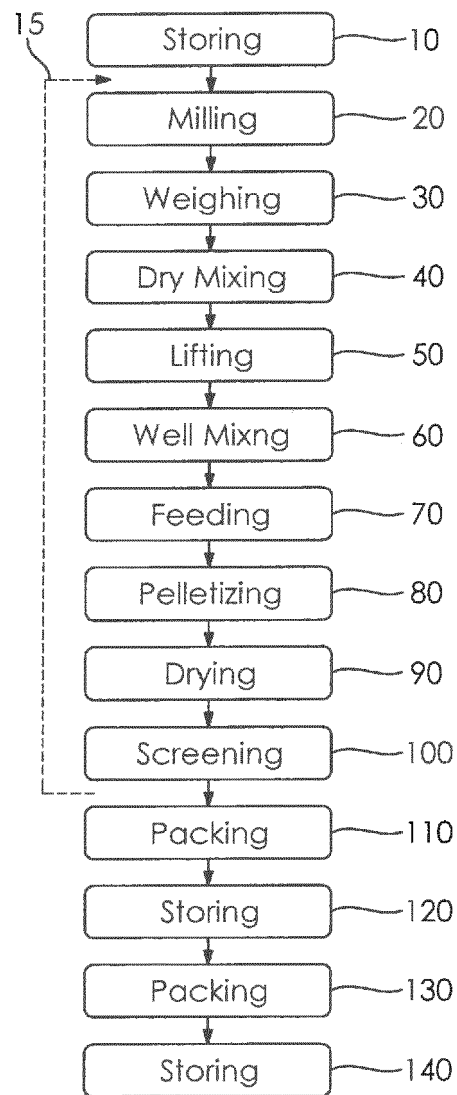 15
Storing 10
Milling 20
Weighing 30
Dry Mixing 40
Lifting 50
Well Mixng 60
Feeding 70
Pelletizing 80
Drying 90
Screening 100
Packing 110
Storing 120
Packing 130
Storing 140